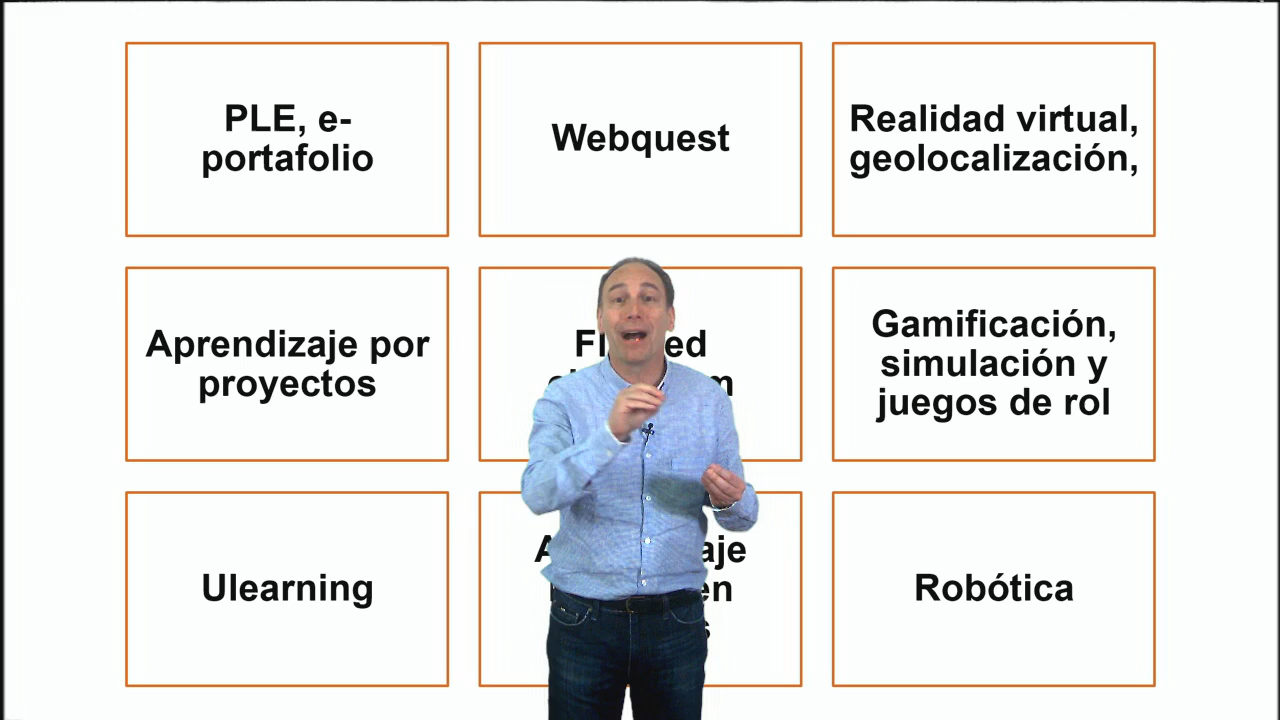 PLE, e-
portafolio
Webquest
Realidad virtual,
geolocalización,
Aprendizaje por
proyectos
Gamificación,
simulación y
juegos de rol
Ulearning
Robótica